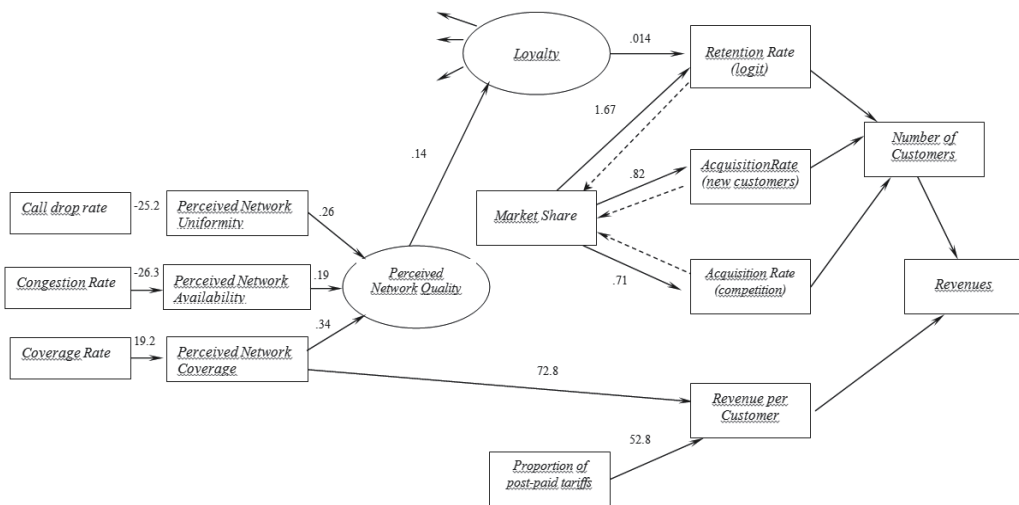 Loyalty
.014
Retention Rate
(logit)
1.67
Number of
Customers
.14
.82
AcquisitionRate
(new customers)
Market Share
Call drop rate
-25.2
Perceived Network
Uniformity
.26
Perceived
Network Quality
Congestion Rate
-26.3
Perceived Network
Availability
.19
.71
Acquisition Rate
(competition)
Revenues
Coverage Rate
19.2
Perceived Network
Coverage
.34
72.8
Revenue per
Customer
52.8
Proportion of
post-paid tariffs